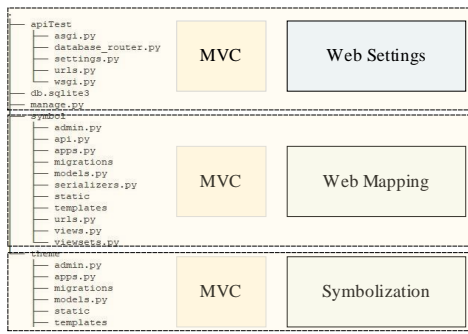 apiTest
asgi.py
database_router.py
settings.py
urls.py
wsgi.py
db.sqlite3
manage.py
MVC
Web Settings
symbol
admin.py
api.py
apps.py
migrations
models.py
serializers.py
static
templates
urls.py
views.py
viewsets.py
MVC
Web Mapping
theme
admin.py
apps.py
migrations
models.py
static
templates
MVC
Symbolization